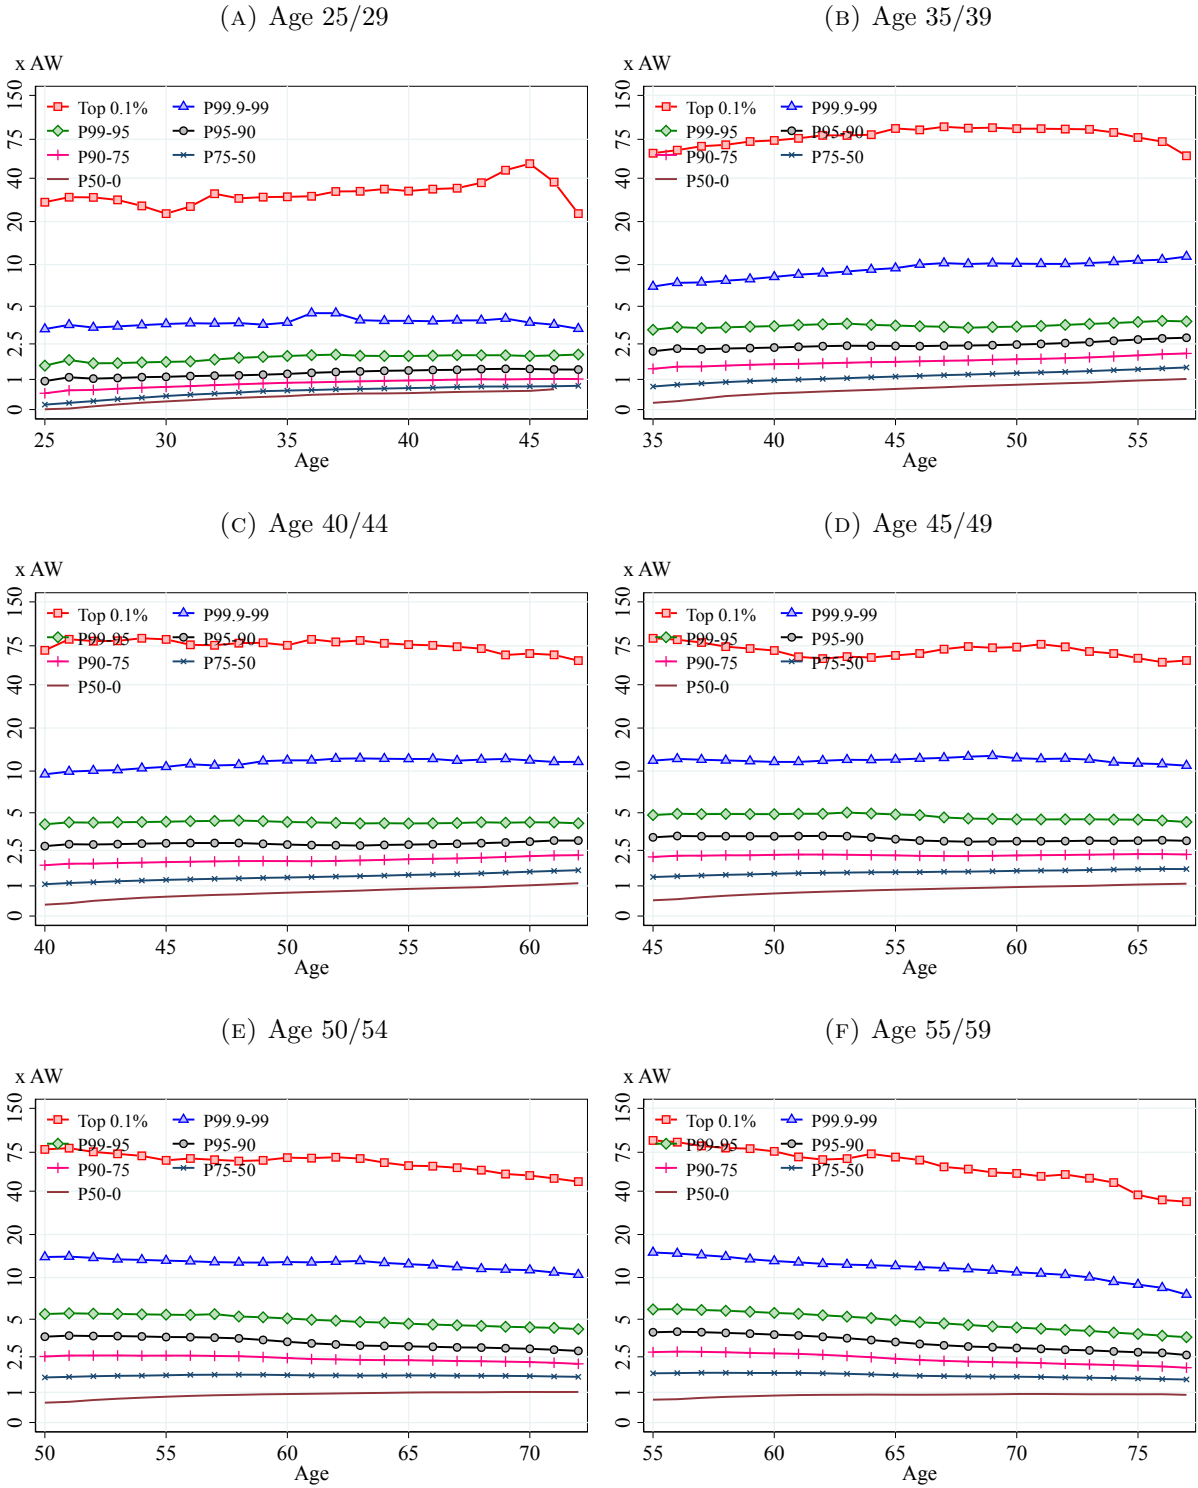 (A) Age 25/29
x AW
150
75
40
20
10
5
2.5
1
0
Top 0.1% P99.9-99
P99-95 P95-90
P90-75 P75-50
P50-0
25 30 35 40 45
Age
(B) Age 35/39
x AW
150
75
40
20
10
5
2.5
1
0
Top 0.1% P99.9-99
P99-95 P95-90
P90-75 P75-50
P50-0
35 40 45 50 55
Age
(C) Age 40/44
x AW
150
75
40
20
10
5
2.5
1
0
Top 0.1% P99.9-99
P99-95 P95-90
P90-75 P75-50
P50-0
40 45 50 55 60
Age
(D) Age 45/49
x AW
150
75
40
20
10
5
2.5
1
0
Top 0.1% P99.9-99
P99-95 P95-90
P90-75 P75-50
P50-0
45 50 55 60 65
Age
(E) Age 50/54
x AW
150
75
40
20
10
5
2.5
1
0
Top 0.1% P99.9-99
P99-95 P95-90
P90-75 P75-50
P50-0
50 55 60 65 70
Age
(F) Age 55/59
x AW
150
75
40
20
10
5
2.5
1
0
Top 0.1% P99.9-99
P99-95 P95-90
P90-75 P75-50
P50-0
55 60 65 70 75
Age